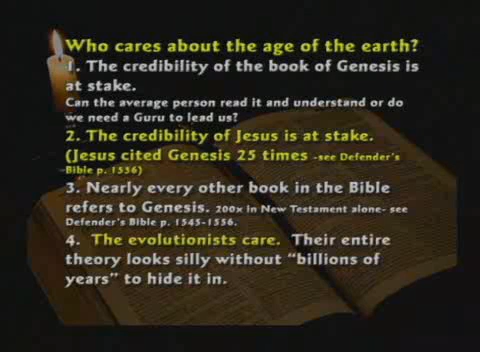 Who cares about the age of the earth?
1. The credibility of the book of Genesis is
at stake.
Can the average person read it and understand or do
we need a Guru to lead us?
2. The credibility of Jesus is at stake.
(Jesus cited Genesis 25 times -see Defender's
Bible p. 1536)
3. Nearly every other book in the Bible
refers to Genesis. 200x in New Testament alone- see
Defender's Bible p. 1545-1556.
4. The evolutionists care. Their entire
theory looks silly without "billions of
years" to hide it in.